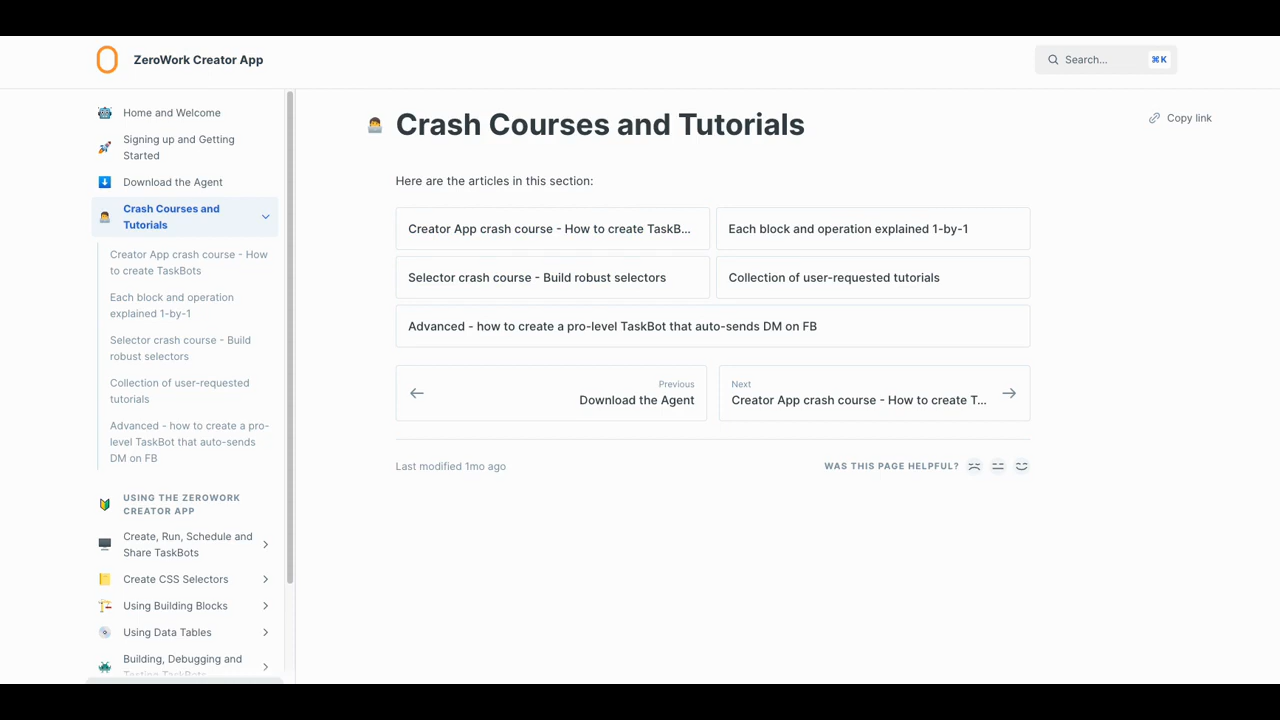 ZeroWork Creator App
Search...
⌘K
Home and Welcome
Signing up and Getting
Started
Download the Agent
Crash Courses and
Tutorials
Creator App crash course - How
to create TaskBots
Each block and operation
explained 1-by-1
Selector crash course - Build
robust selectors
Collection of user-requested
tutorials
Advanced - how to create a pro-
level TaskBot that auto-sends
DM on FB
USING THE ZEROWORK
CREATOR APP
Create, Run, Schedule and
Share TaskBots
Create CSS Selectors
Using Building Blocks
Using Data Tables
Building, Debugging and
Testing TaskBots
Crash Courses and Tutorials
Copy link
Here are the articles in this section:
Creator App crash course - How to create TaskB...
Each block and operation explained 1-by-1
Selector crash course - Build robust selectors
Collection of user-requested tutorials
Advanced - how to create a pro-level TaskBot that auto-sends DM on FB
Previous
Download the Agent
Next
Creator App crash course - How to create T...
Last modified 1mo ago
WAS THIS PAGE HELPFUL?